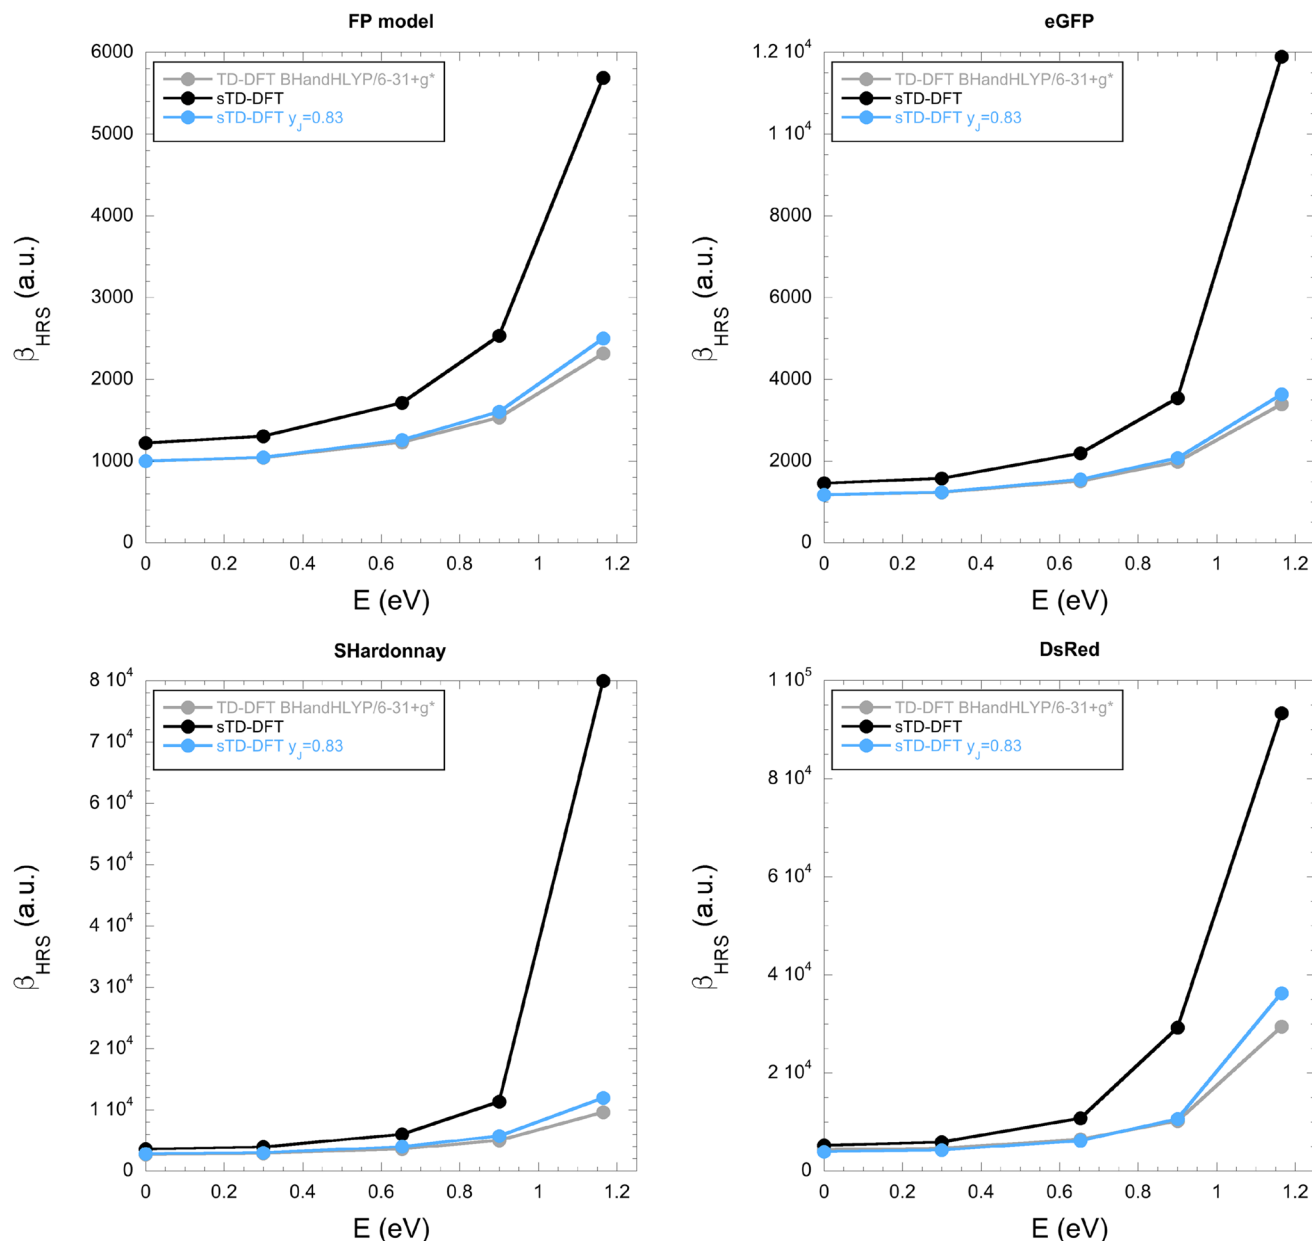 FP model
6000
5000
4000
3000
2000
1000
0
TD-DFT BHandHLYP/6-31+g*
sTD-DFT
sTD-DFT y_J=0.83
β_HRS (a.u.)
0 0.2 0.4 0.6 0.8 1 1.2
E (eV)
eGFP
1.2 10^4
1 10^4
8000
6000
4000
2000
0
TD-DFT BHandHLYP/6-31+g*
sTD-DFT
sTD-DFT y_J=0.83
β_HRS (a.u.)
0 0.2 0.4 0.6 0.8 1 1.2
E (eV)
SHardonnay
8 10^4
7 10^4
6 10^4
5 10^4
4 10^4
3 10^4
2 10^4
1 10^4
0
TD-DFT BHandHLYP/6-31+g*
sTD-DFT
sTD-DFT y_J=0.83
β_HRS (a.u.)
0 0.2 0.4 0.6 0.8 1 1.2
E (eV)
DsRed
1 10^5
8 10^4
6 10^4
4 10^4
2 10^4
0
TD-DFT BHandHLYP/6-31+g*
sTD-DFT
sTD-DFT y_J=0.83
β_HRS (a.u.)
0 0.2 0.4 0.6 0.8 1 1.2
E (eV)